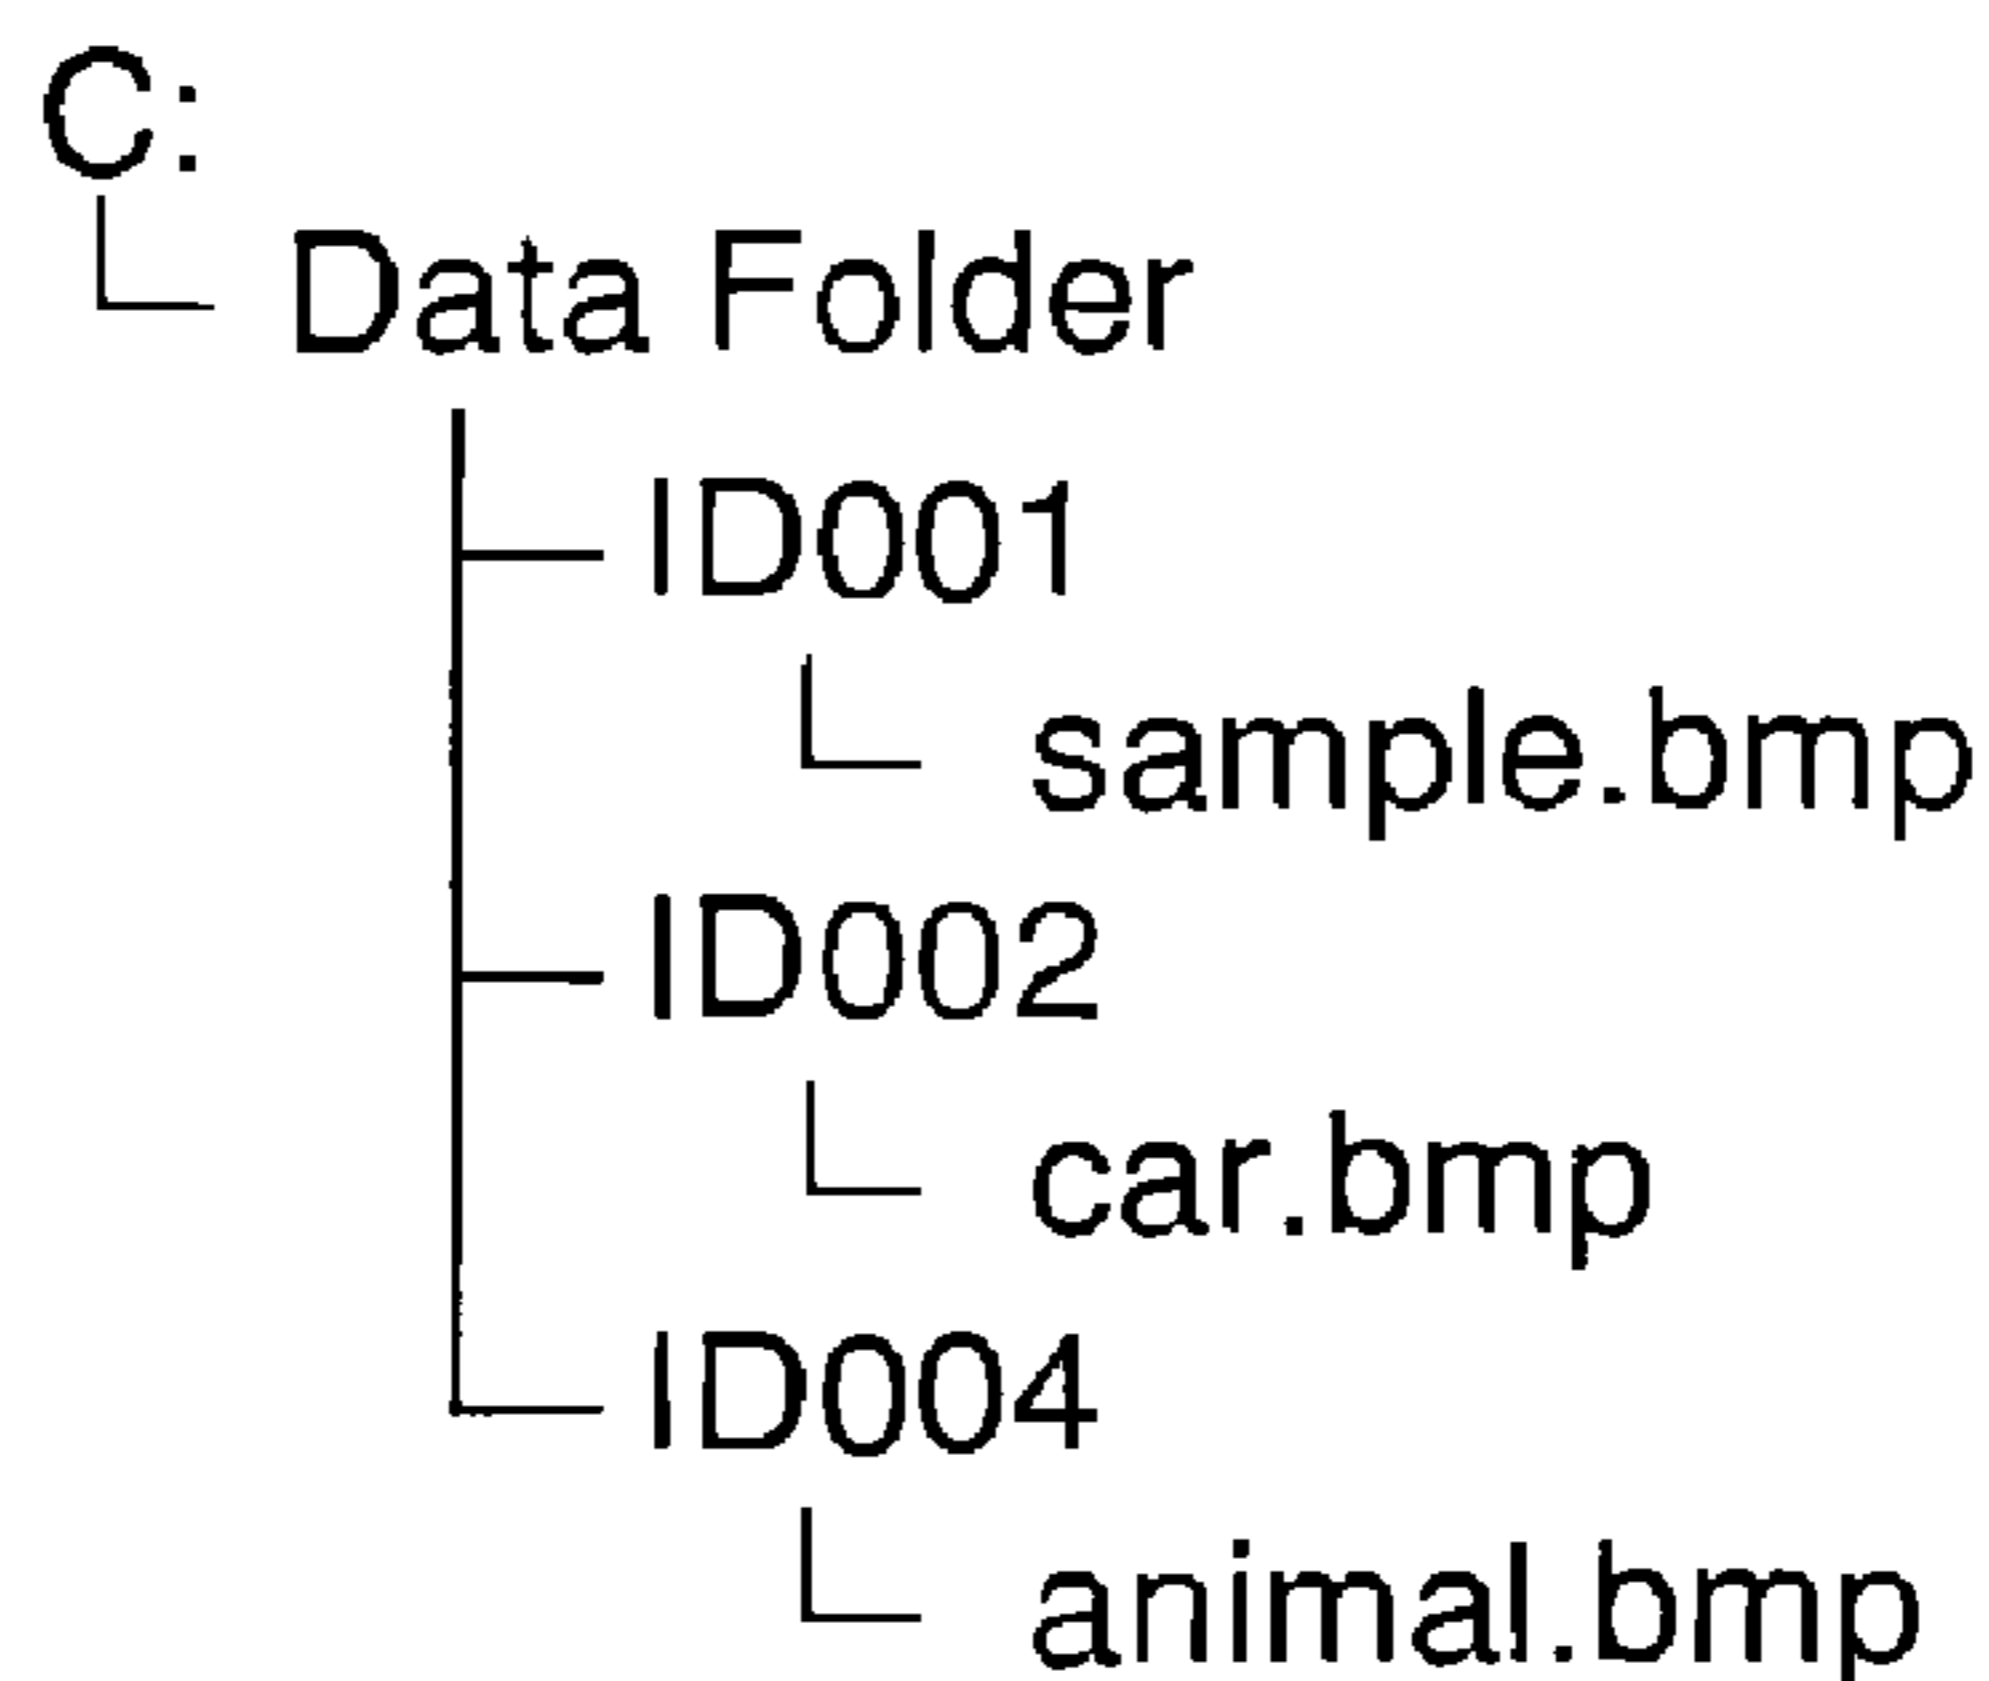 C:
Data Folder
ID001
sample.bmp
ID002
car.bmp
ID004
animal.bmp